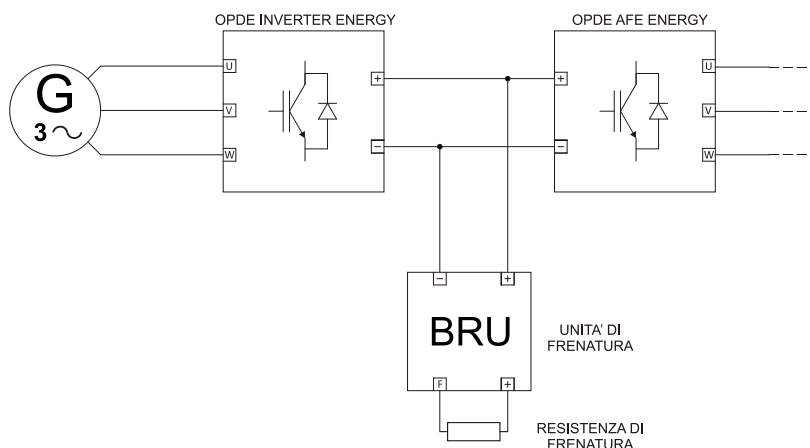 OPDE INVERTER ENERGY
OPDE AFE ENERGY
G
3
U
V
W
+
−
+
−
U
V
W
−
+
BRU
F
+
UNITA' DI
FRENATURA
RESISTENZA DI
FRENATURA